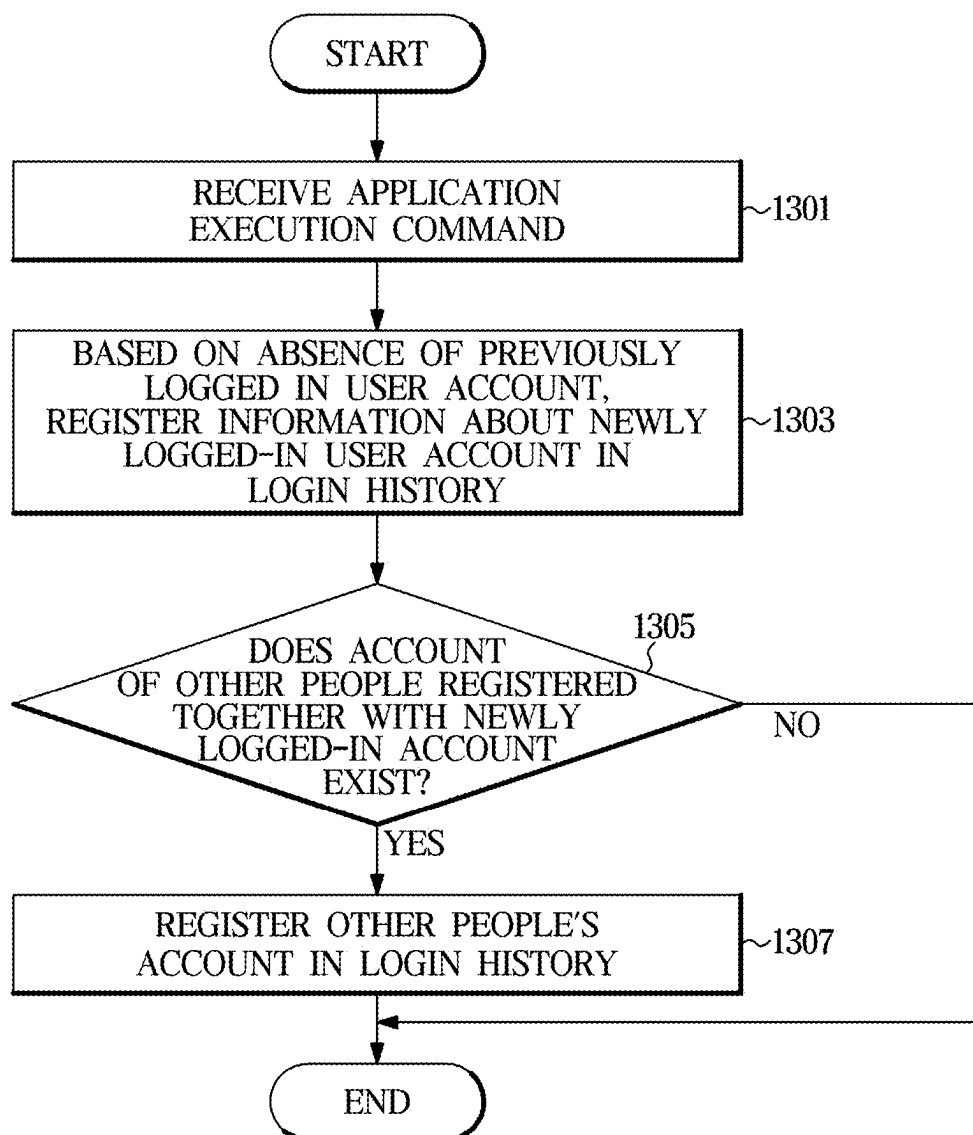 START
RECEIVE APPLICATION
EXECUTION COMMAND
~1301
BASED ON ABSENCE OF PREVIOUSLY
LOGGED IN USER ACCOUNT,
REGISTER INFORMATION ABOUT NEWLY
LOGGED-IN USER ACCOUNT IN
LOGIN HISTORY
~1303
1305
DOES ACCOUNT
OF OTHER PEOPLE REGISTERED
TOGETHER WITH NEWLY
LOGGED-IN ACCOUNT
EXIST?
NO
YES
REGISTER OTHER PEOPLE'S
ACCOUNT IN LOGIN HISTORY
~1307
END